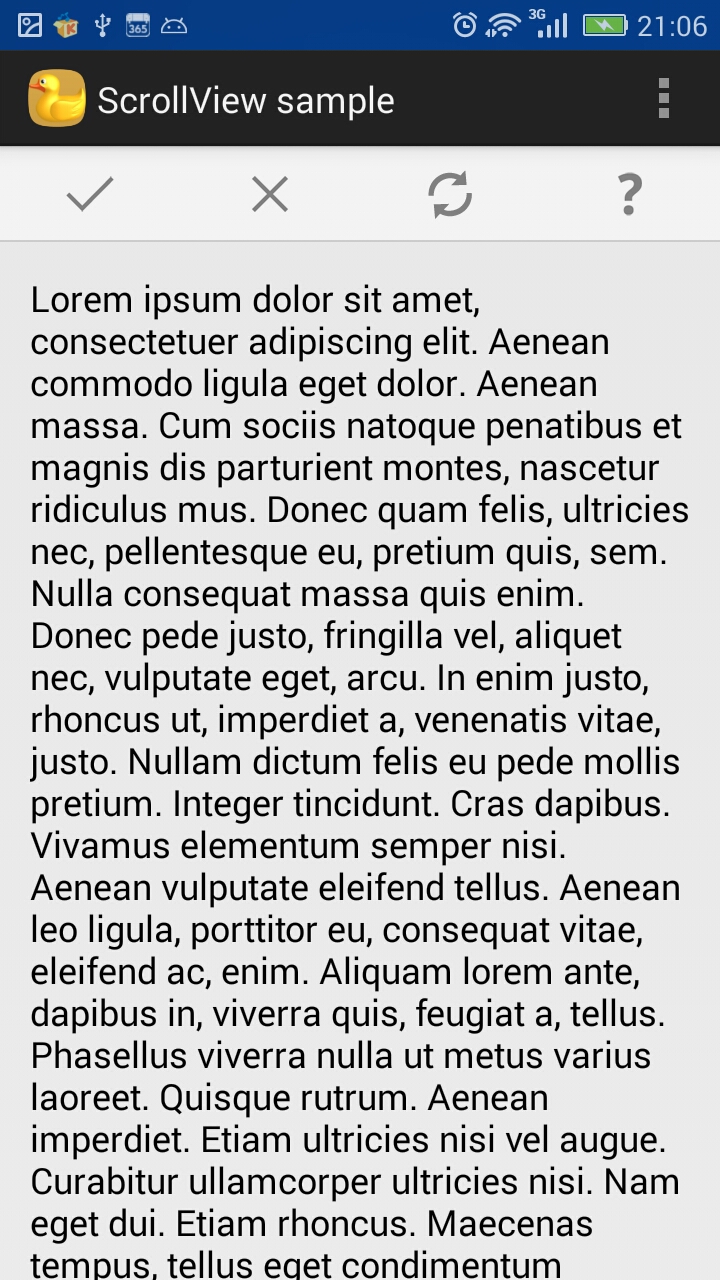 365
3G
21:06
ScrollView sample
?
Lorem ipsum dolor sit amet,
consectetuer adipiscing elit. Aenean
commodo ligula eget dolor. Aenean
massa. Cum sociis natoque penatibus et
magnis dis parturient montes, nascetur
ridiculus mus. Donec quam felis, ultricies
nec, pellentesque eu, pretium quis, sem.
Nulla consequat massa quis enim.
Donec pede justo, fringilla vel, aliquet
nec, vulputate eget, arcu. In enim justo,
rhoncus ut, imperdiet a, venenatis vitae,
justo. Nullam dictum felis eu pede mollis
pretium. Integer tincidunt. Cras dapibus.
Vivamus elementum semper nisi.
Aenean vulputate eleifend tellus. Aenean
leo ligula, porttitor eu, consequat vitae,
eleifend ac, enim. Aliquam lorem ante,
dapibus in, viverra quis, feugiat a, tellus.
Phasellus viverra nulla ut metus varius
laoreet. Quisque rutrum. Aenean
imperdiet. Etiam ultricies nisi vel augue.
Curabitur ullamcorper ultricies nisi. Nam
eget dui. Etiam rhoncus. Maecenas
tempus, tellus eget condimentum